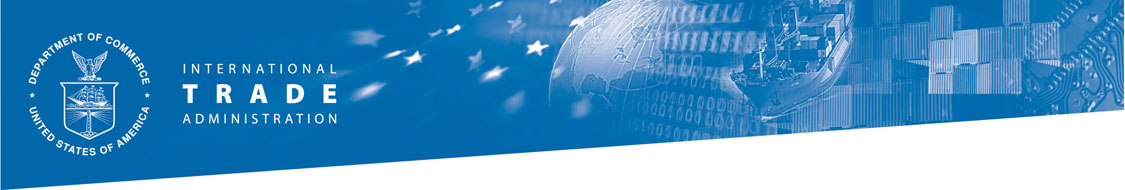 DEPARTMENT OF COMMERCE
UNITED STATES OF AMERICA
INTERNATIONAL
TRADE
ADMINISTRATION